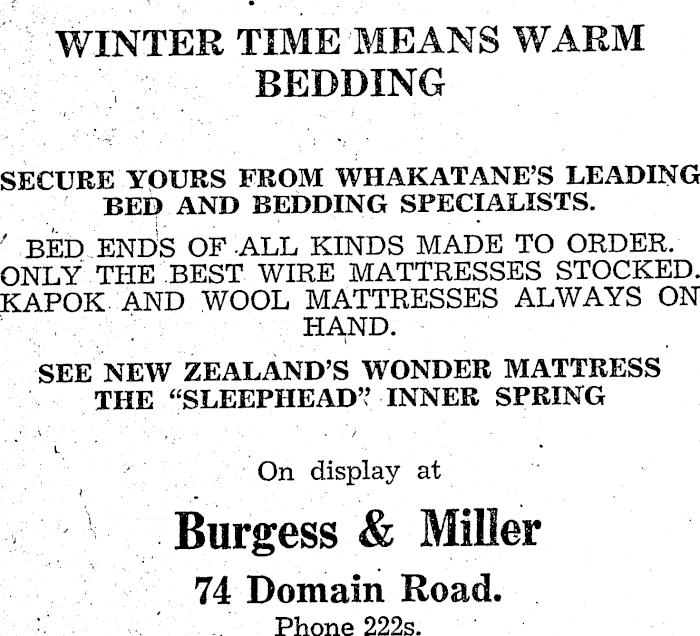 WINTER TIME MEANS WARM
BEDDING
SECURE YOURS FROM WHAKATANE'S LEADING
BED AND BEDDING SPECIALISTS.
BED ENDS OF ALL KINDS MADE TO ORDER.
ONLY THE BEST WIRE MATTRESSES STOCKED.
KAPOK AND WOOL MATTRESSES ALWAYS ON
HAND.
SEE NEW ZEALAND'S WONDER MATTRESS
THE "SLEEPHEAD" INNER SPRING
On display at
Burgess & Miller
74 Domain Road.
Phone 222s.